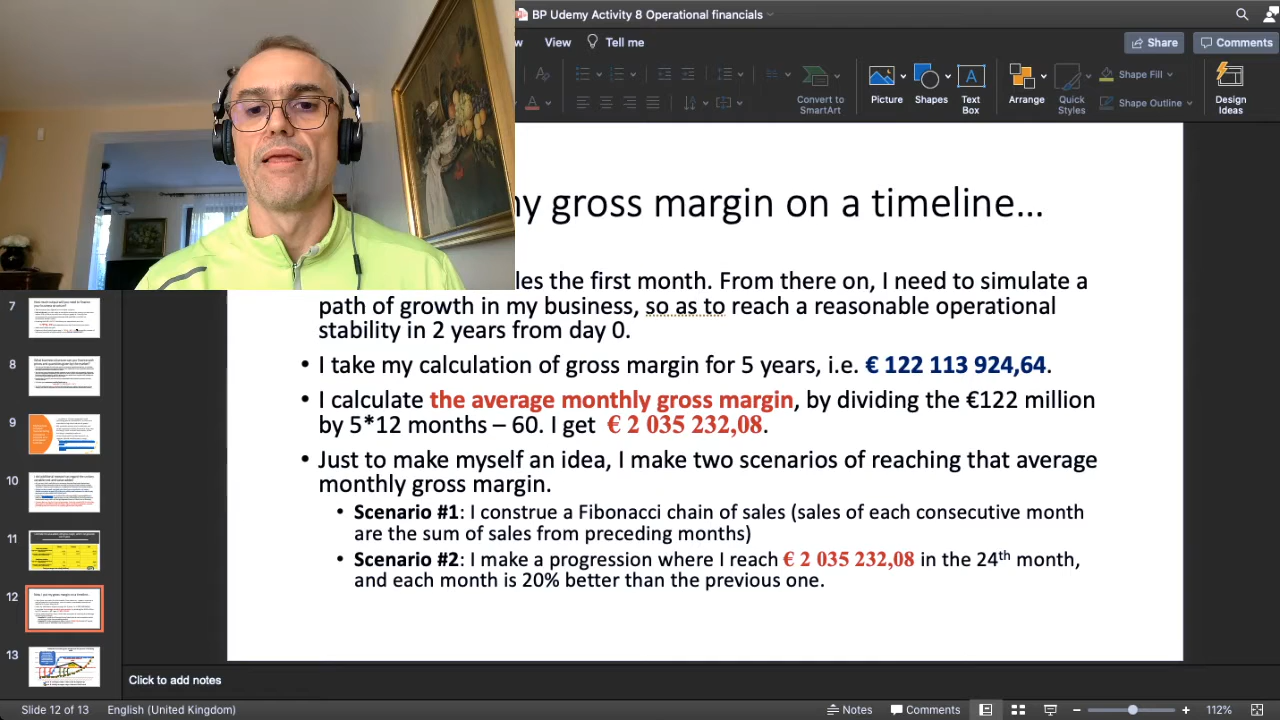 BP Udemy Activity 8 Operational financials
w View Tell me
Share Comments
Convert to
SmartArt
Picture Shapes Text
Box
Arrange Quick
Styles
Shape Fill
Shape Outline
Design
Ideas
y gross margin on a timeline…
les the first month. From there on, I need to simulate a
path of growth in my business, so as to reach a reasonable operational
stability in 2 years from day 0.
• I take my calculation of gross margin for 5 years, i.e. € 122 113 924,64.
• I calculate the average monthly gross margin, by dividing the €122 million
by 5*12 months – 60. I get € 2 035 232,08.
• Just to make myself an idea, I make two scenarios of reaching that average
monthly gross margin.
• Scenario #1: I construe a Fibonacci chain of sales (sales of each consecutive month
are the sum of sales from preceding months)
• Scenario #2: I make a progression where I reach € 2 035 232,08 in the 24th month,
and each month is 20% better than the previous one.
7
8
9
10
11
12
13
Click to add notes
Slide 12 of 13 English (United Kingdom) Notes Comments 112%